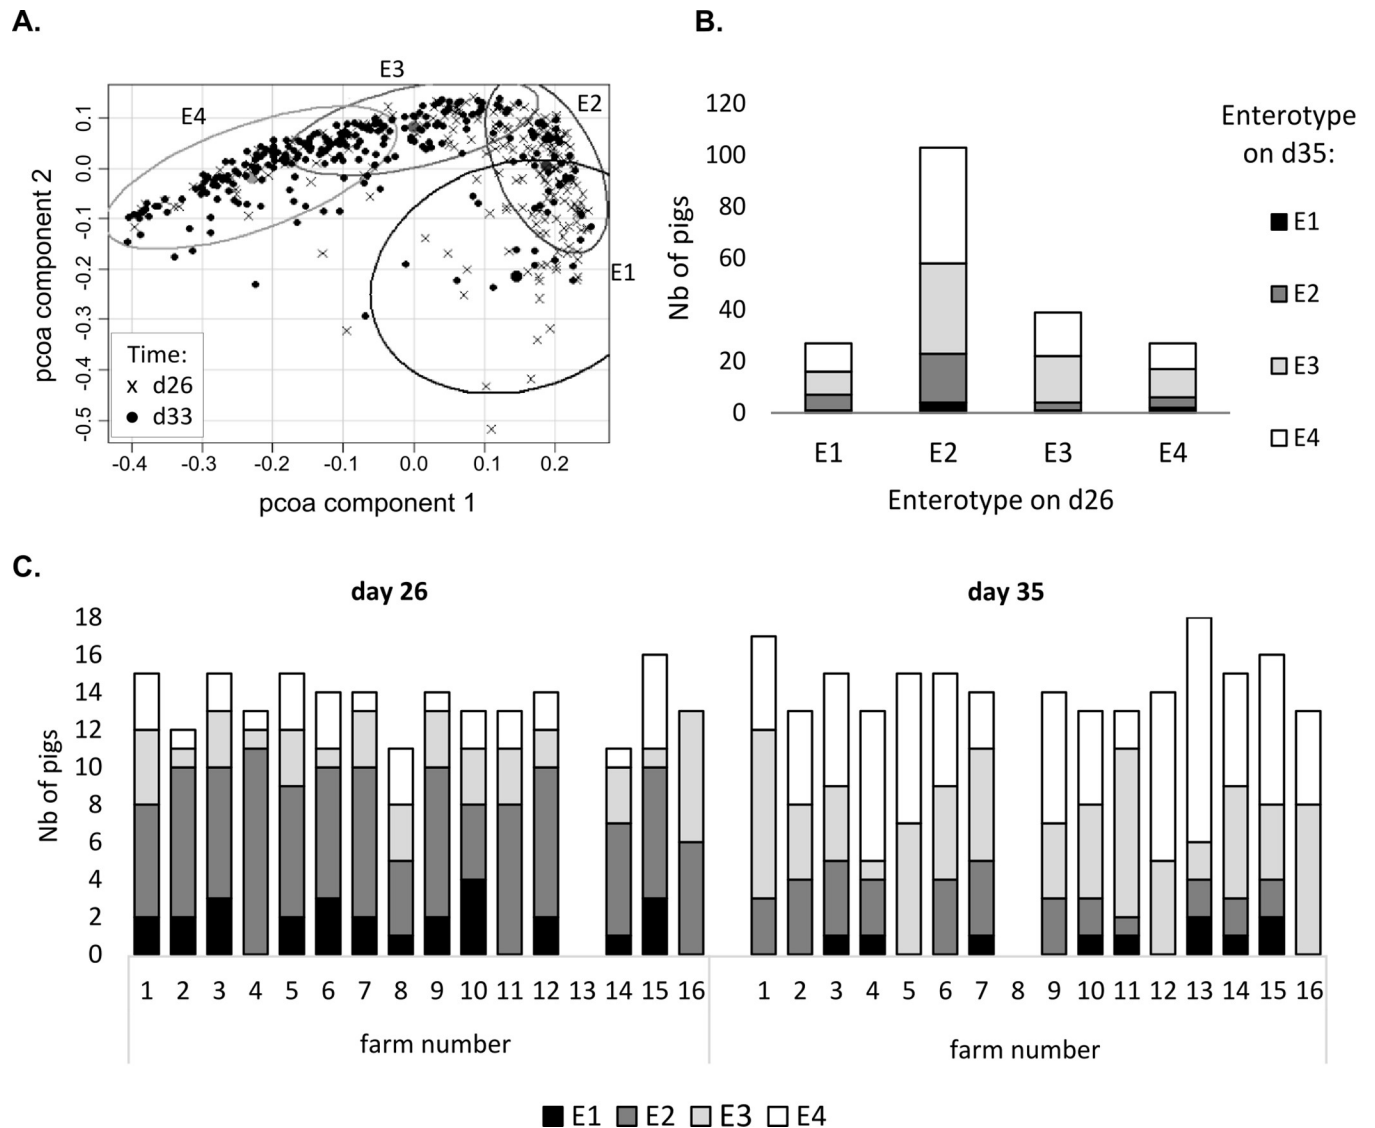 A.
E3
E4
E2
E1
0.1
0.0
-0.1
-0.2
-0.3
-0.4
-0.5
pcoa component 2
Time:
x d26
d33
-0.4 -0.3 -0.2 -0.1 0.0 0.1 0.2
pcoa component 1
B.
120
100
80
60
40
20
0
Nb of pigs
E1 E2 E3 E4
Enterotype on d26
Enterotype
on d35:
E1
E2
E3
E4
C.
day 26
day 35
18
16
14
12
10
8
6
4
2
0
Nb of pigs
1 2 3 4 5 6 7 8 9 10 11 12 13 14 15 16
farm number
1 2 3 4 5 6 7 8 9 10 11 12 13 14 15 16
farm number
E1 E2 E3 E4